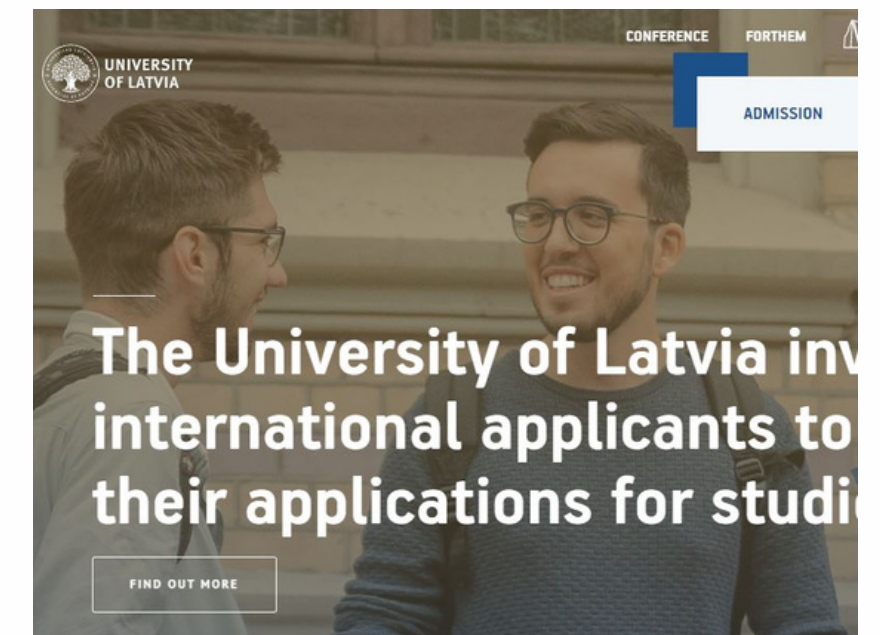 CONFERENCE FORTHEM
UNIVERSITY
OF LATVIA
ADMISSION
The University of Latvia inv
international applicants to
their applications for studi
FIND OUT MORE